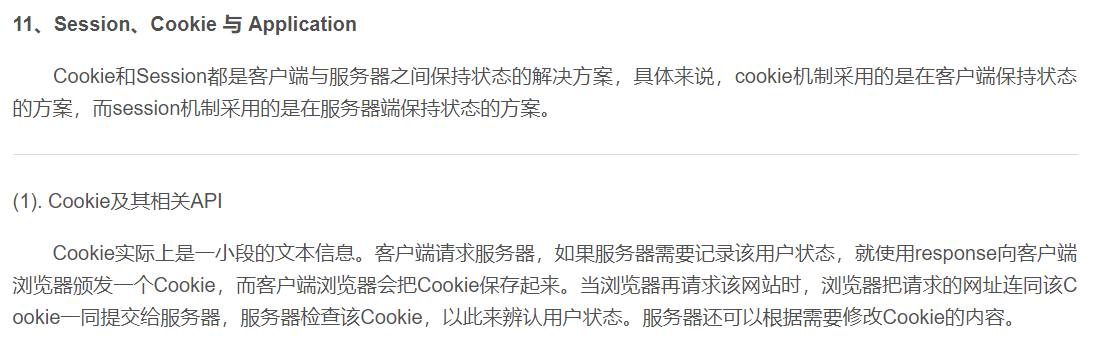 11、Session、Cookie 与 Application
Cookie和Session都是客户端与服务器之间保持状态的解决方案，具体来说，cookie机制采用的是在客户端保持状态
的方案，而session机制采用的是在服务器端保持状态的方案。
(1). Cookie及其相关API
Cookie实际上是一小段的文本信息。客户端请求服务器，如果服务器需要记录该用户状态，就使用response向客户端
浏览器颁发一个Cookie，而客户端浏览器会把Cookie保存起来。当浏览器再请求该网站时，浏览器把请求的网址连同该C
ookie一同提交给服务器，服务器检查该Cookie，以此来辨认用户状态。服务器还可以根据需要修改Cookie的内容。